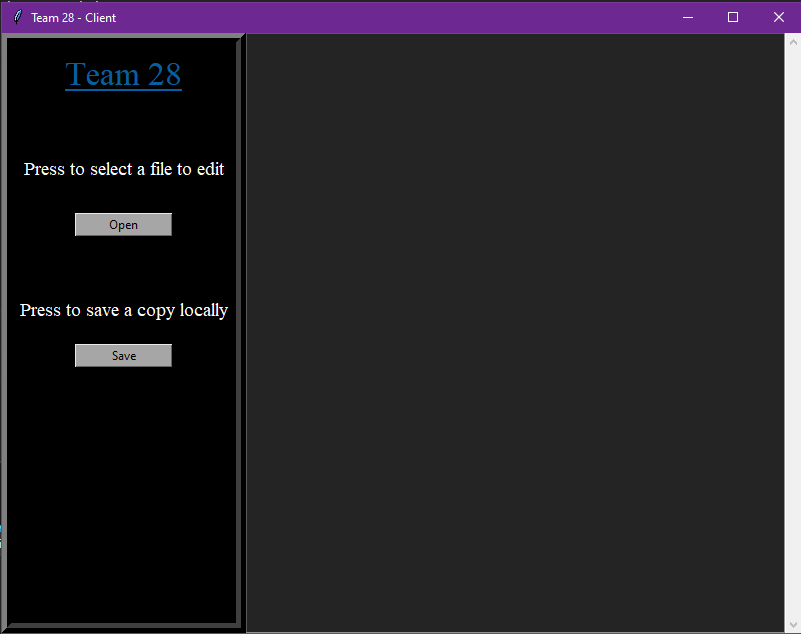 Team 28 - Client
Team 28
Press to select a file to edit
Open
Press to save a copy locally
Save